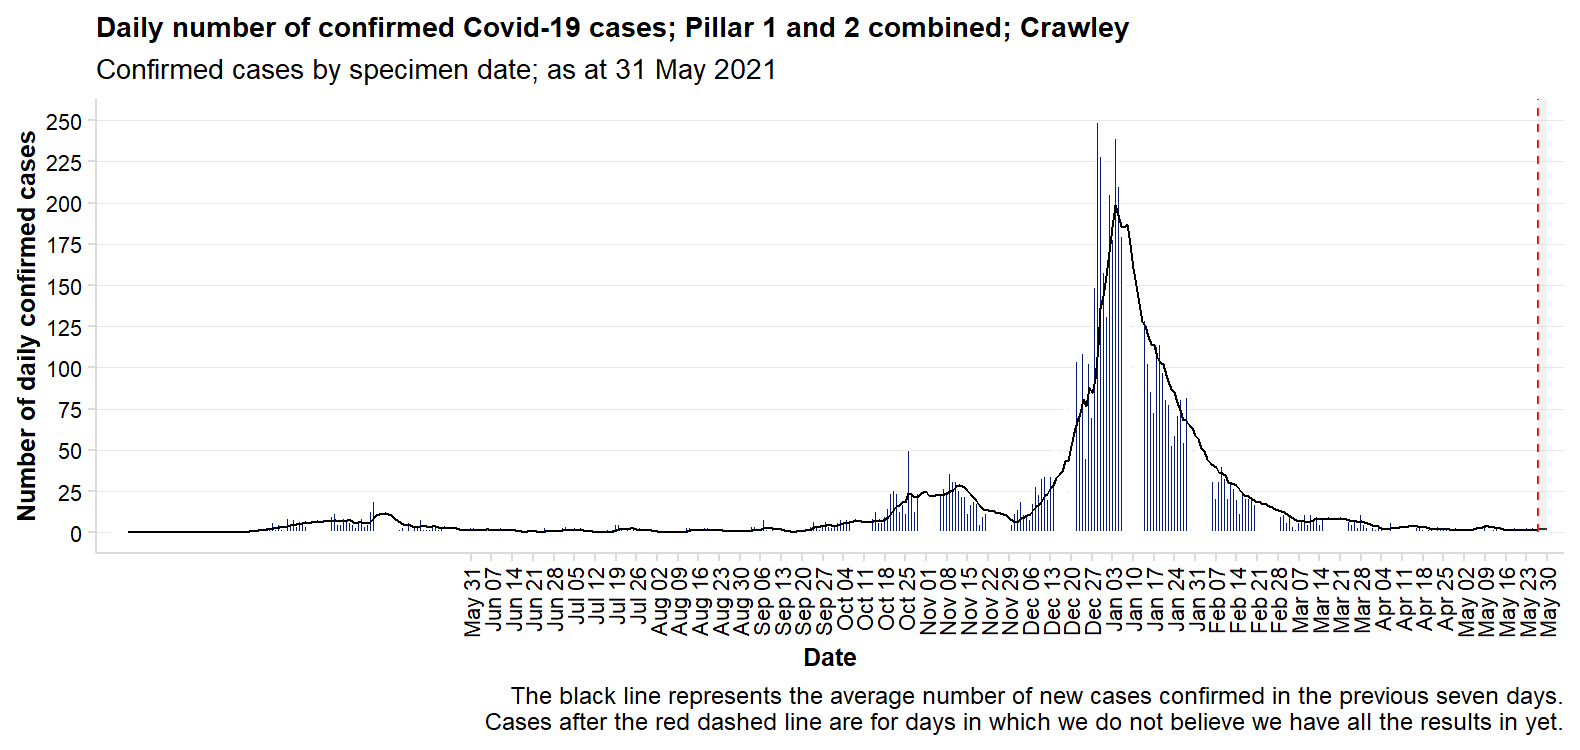 Daily number of confirmed Covid-19 cases; Pillar 1 and 2 combined; Crawley
Confirmed cases by specimen date; as at 31 May 2021
Number of daily confirmed cases
250
225
200
175
150
125
100
75
50
25
0
May 31
Jun 07
Jun 14
Jun 21
Jun 28
Jul 05
Jul 12
Jul 19
Jul 26
Aug 02
Aug 09
Aug 16
Aug 23
Aug 30
Sep 06
Sep 13
Sep 20
Sep 27
Oct 04
Oct 11
Oct 18
Oct 25
Nov 01
Nov 08
Nov 15
Nov 22
Nov 29
Dec 06
Dec 13
Dec 20
Dec 27
Jan 03
Jan 10
Jan 17
Jan 24
Jan 31
Feb 07
Feb 14
Feb 21
Feb 28
Mar 07
Mar 14
Mar 21
Mar 28
Apr 04
Apr 11
Apr 18
Apr 25
May 02
May 09
May 16
May 23
May 30
Date
The black line represents the average number of new cases confirmed in the previous seven days.
Cases after the red dashed line are for days in which we do not believe we have all the results in yet.